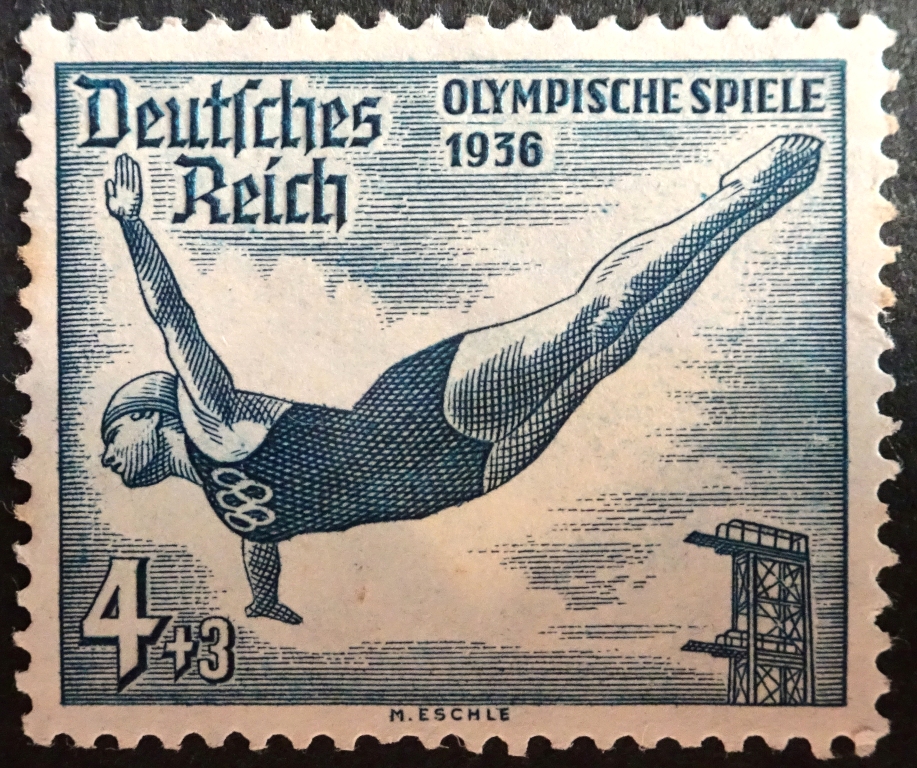 Deutſches
Reich
OLYMPISCHE SPIELE
1936
4+3
M. ESCHLE